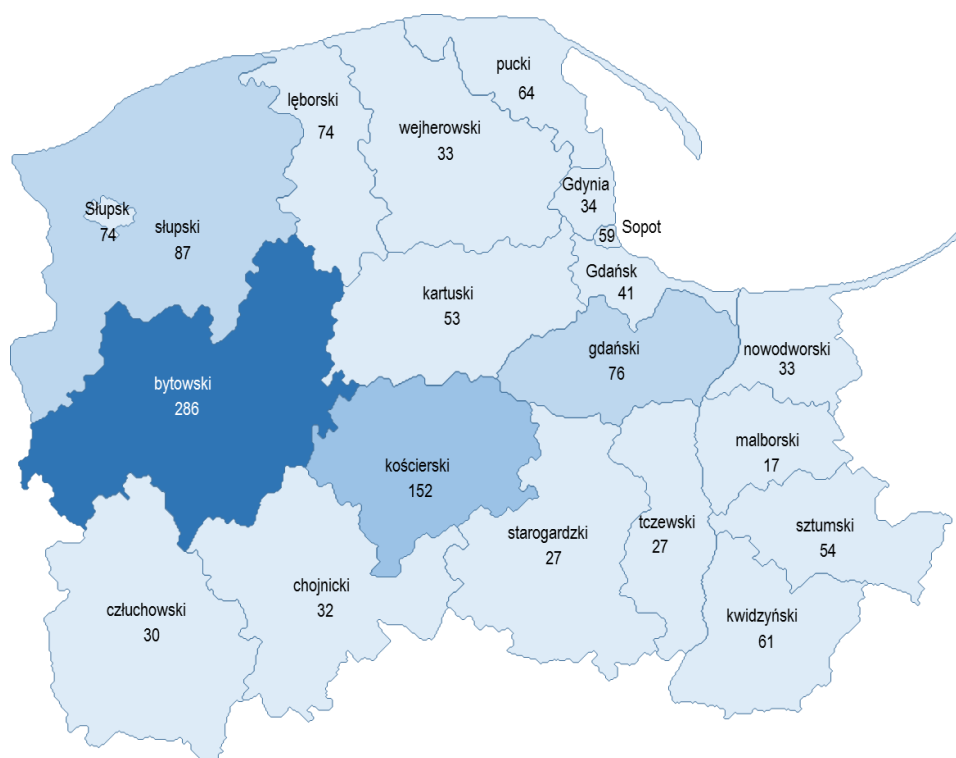 pucki
64
lęborski
74
wejherowski
33
Gdynia
34
Słupsk
74
słupski
87
59
Sopot
Gdańsk
41
kartuski
53
gdański
76
nowodworski
33
bytowski
286
malborski
17
kościerski
152
sztumski
54
starogardzki
27
tczewski
27
chojnicki
32
człuchowski
30
kwidzyński
61